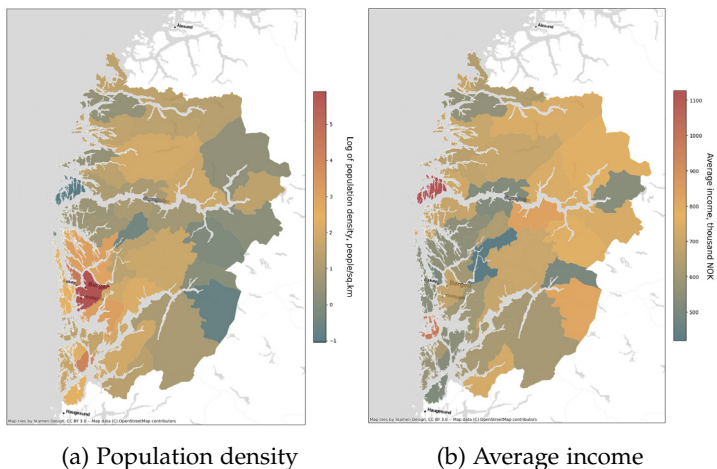 Ålesund
Bergen
Haugesund
Map tiles by Stamen Design, CC BY 3.0 -- Map data (C) OpenStreetMap contributors
5
4
3
2
1
0
−1
Log of population density, people/sq.km
(a) Population density
Ålesund
Bergen
Haugesund
Map tiles by Stamen Design, CC BY 3.0 -- Map data (C) OpenStreetMap contributors
1100
1000
900
800
700
600
500
Average income, thousand NOK
(b) Average income